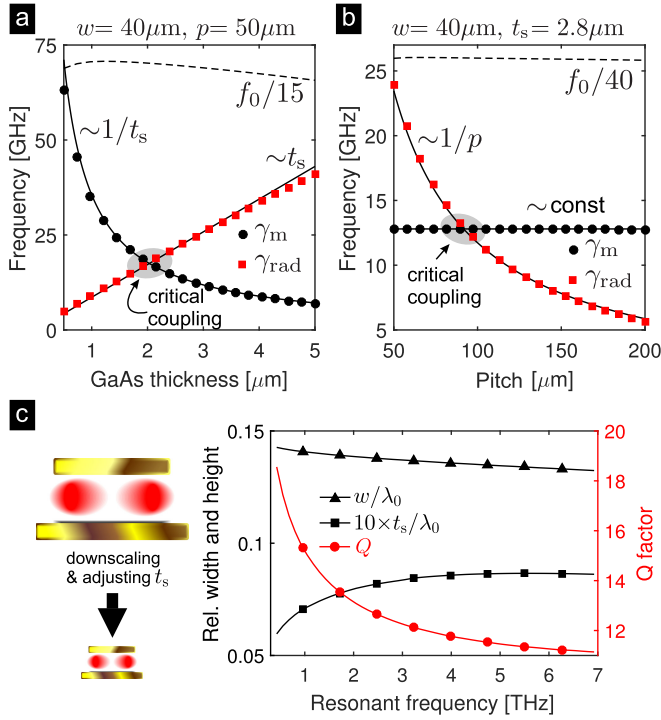 a
w = 40μm, p = 50μm
Frequency [GHz]
75
50
25
0
f₀/15
~1/tₛ
~tₛ
γₘ
γrad
critical
coupling
1 2 3 4 5
GaAs thickness [μm]
b
w = 40μm, tₛ = 2.8μm
Frequency [GHz]
25
20
15
10
5
f₀/40
~1/p
~const
γₘ
γrad
critical
coupling
50 100 150 200
Pitch [μm]
c
downscaling
& adjusting tₛ
Rel. width and height
0.15
0.1
0.05
w/λ₀
10×tₛ/λ₀
Q
20
18
16
14
12
Q factor
1 2 3 4 5 6 7
Resonant frequency [THz]